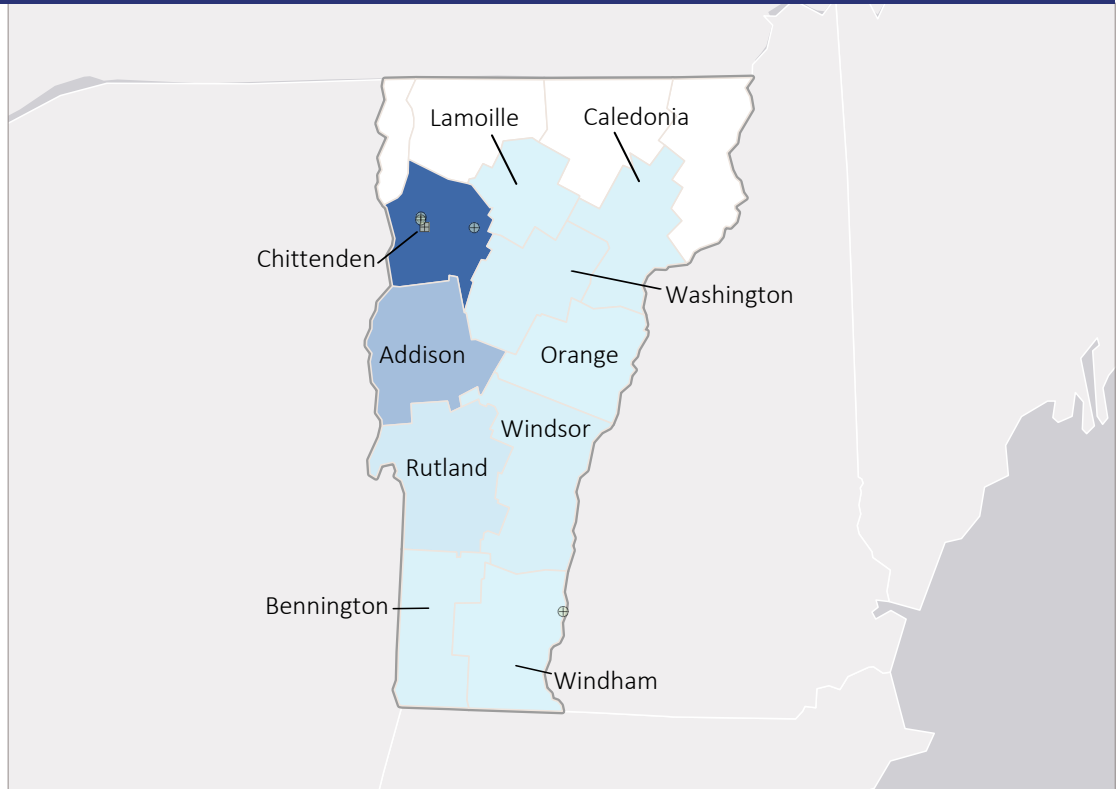 Lamoille
Caledonia
Chittenden
Washington
Addison
Orange
Windsor
Rutland
Bennington
Windham